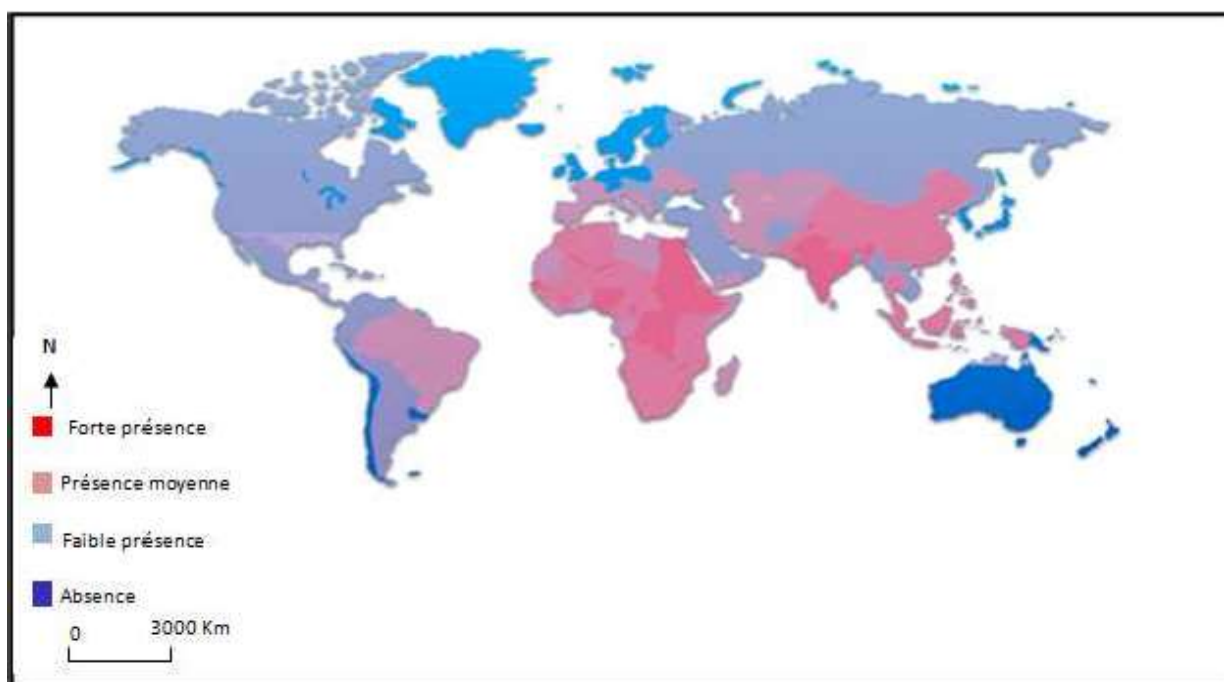 N
Forte présence
Présence moyenne
Faible présence
Absence
0 3000 Km